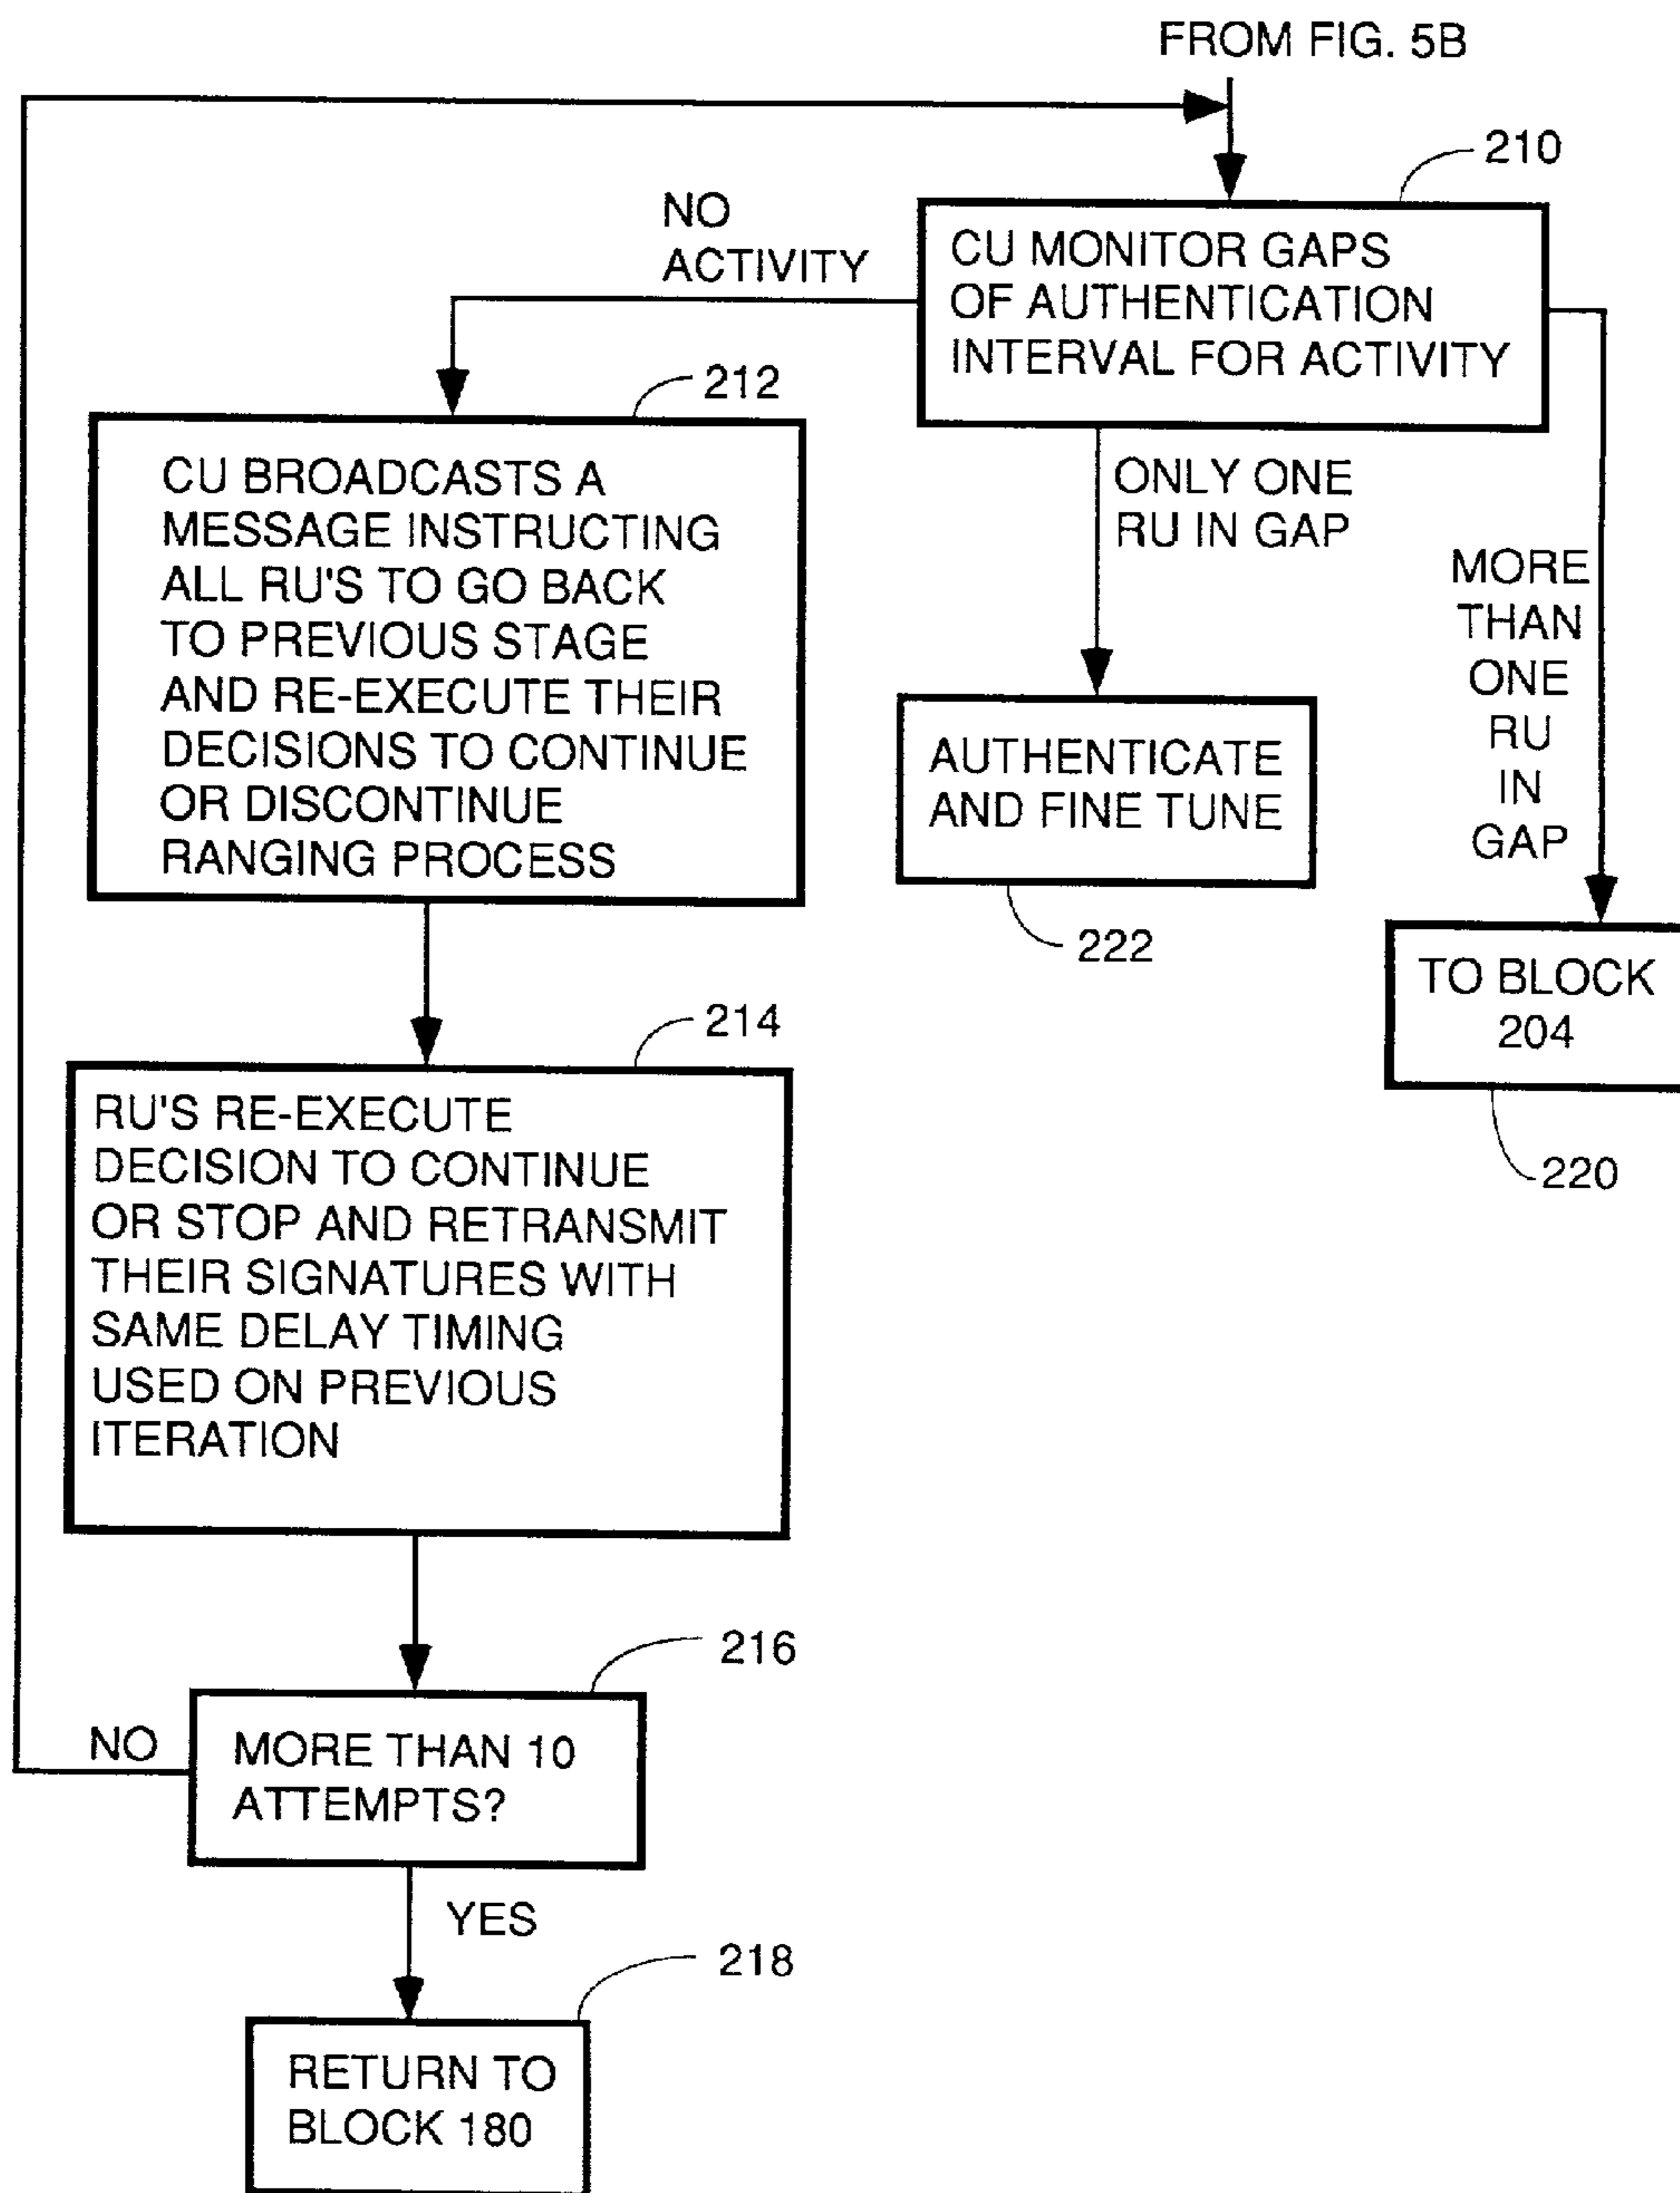 FROM FIG. 5B
210
NO
ACTIVITY
CU MONITOR GAPS
OF AUTHENTICATION
INTERVAL FOR ACTIVITY
212
CU BROADCASTS A
MESSAGE INSTRUCTING
ALL RU'S TO GO BACK
TO PREVIOUS STAGE
AND RE-EXECUTE THEIR
DECISIONS TO CONTINUE
OR DISCONTINUE
RANGING PROCESS
ONLY ONE
RU IN GAP
MORE
THAN
ONE
RU
IN
GAP
AUTHENTICATE
AND FINE TUNE
222
TO BLOCK
204
220
214
RU'S RE-EXECUTE
DECISION TO CONTINUE
OR STOP AND RETRANSMIT
THEIR SIGNATURES WITH
SAME DELAY TIMING
USED ON PREVIOUS
ITERATION
216
NO
MORE THAN 10
ATTEMPTS?
YES
218
RETURN TO
BLOCK 180